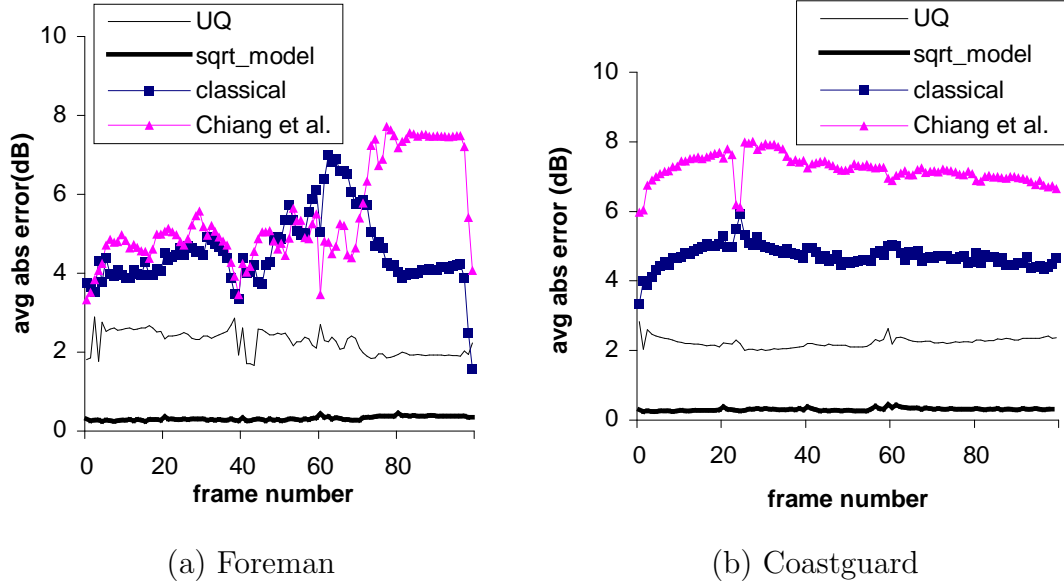 UQ
sqrt_model
classical
Chiang et al.
10
8
6
4
2
0
avg abs error(dB)
0 20 40 60 80
frame number
(a) Foreman
UQ
sqrt_model
classical
Chiang et al.
10
8
6
4
2
0
avg abs error (dB)
0 20 40 60 80
frame number
(b) Coastguard